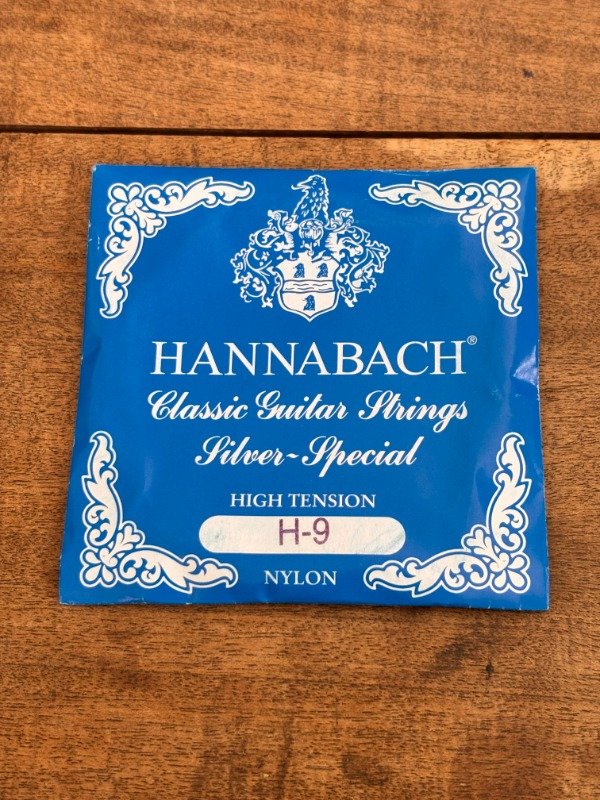 HANNABACH®
Classic Guitar Strings
Silver-Special
HIGH TENSION
H-9
NYLON